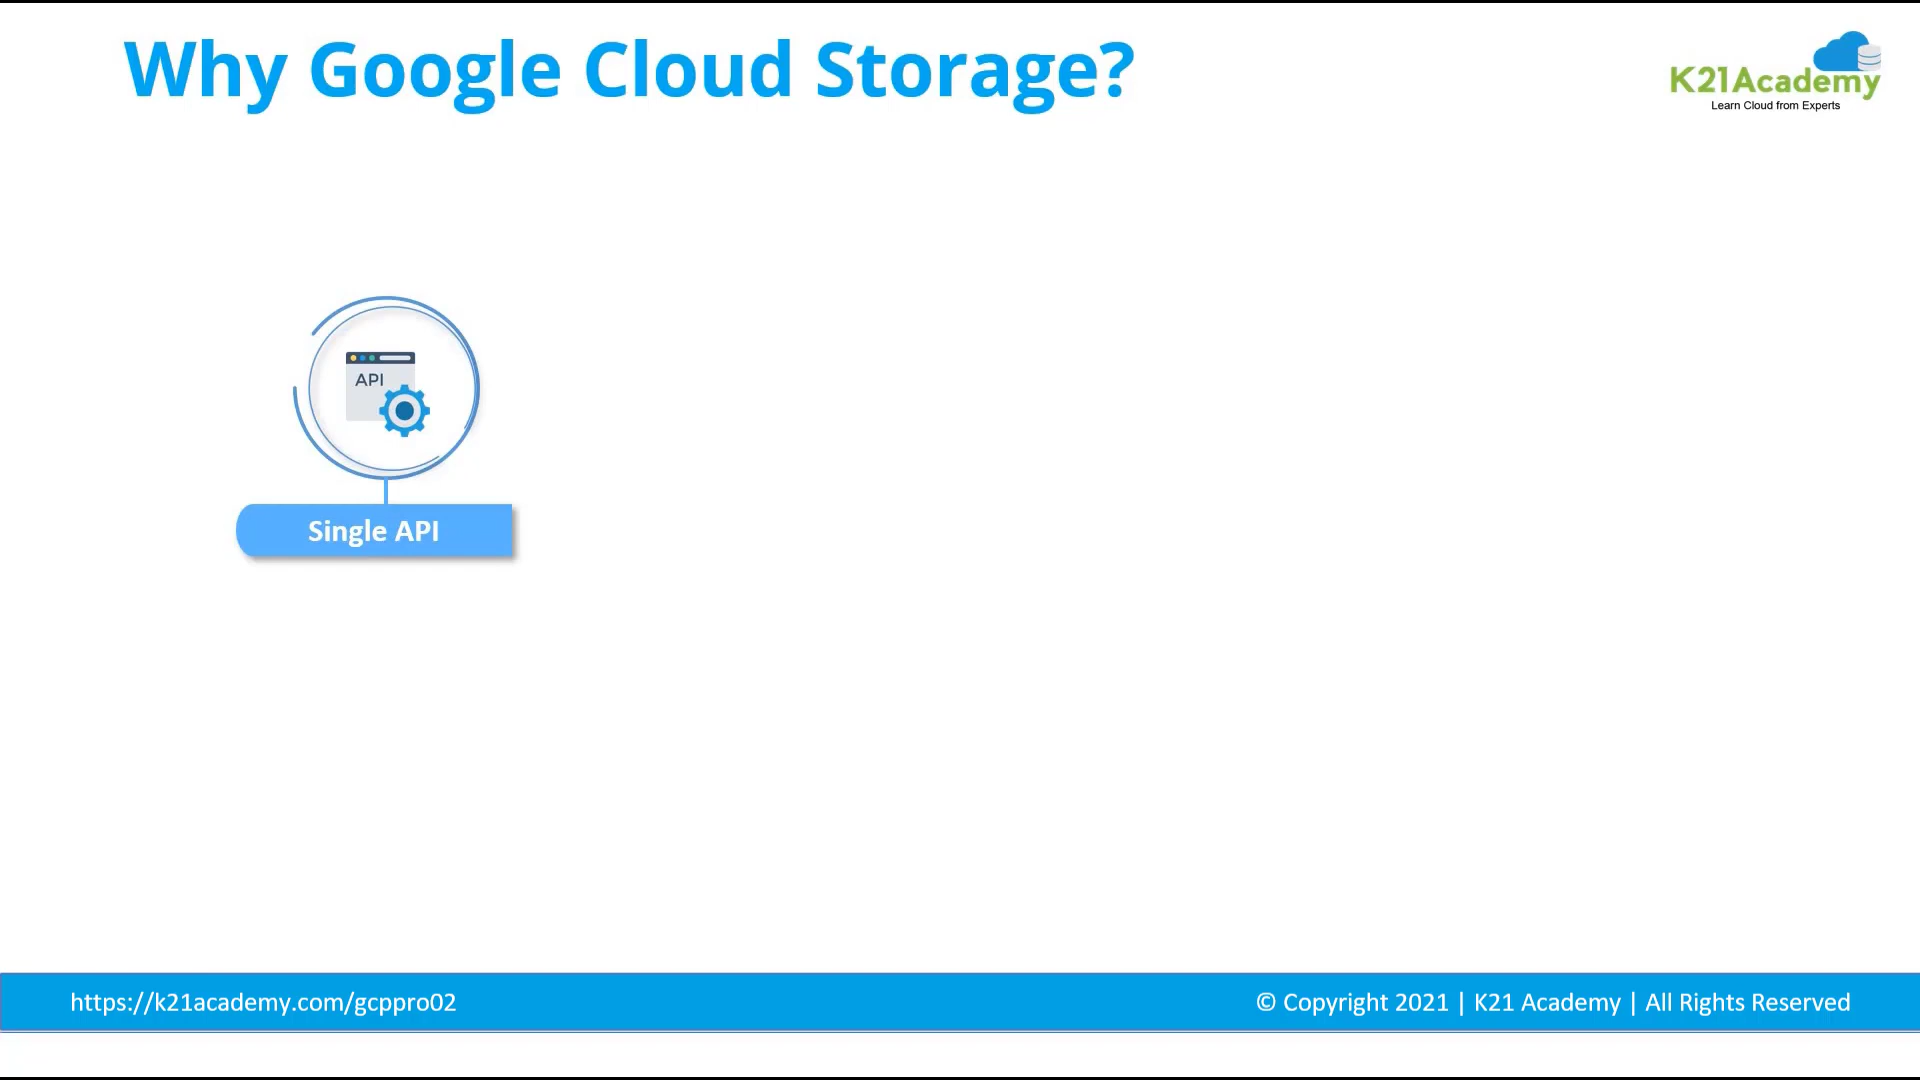 Why Google Cloud Storage?
K21Academy
Learn Cloud from Experts
API
Single API
https://k21academy.com/gcppro02
© Copyright 2021 | K21 Academy | All Rights Reserved